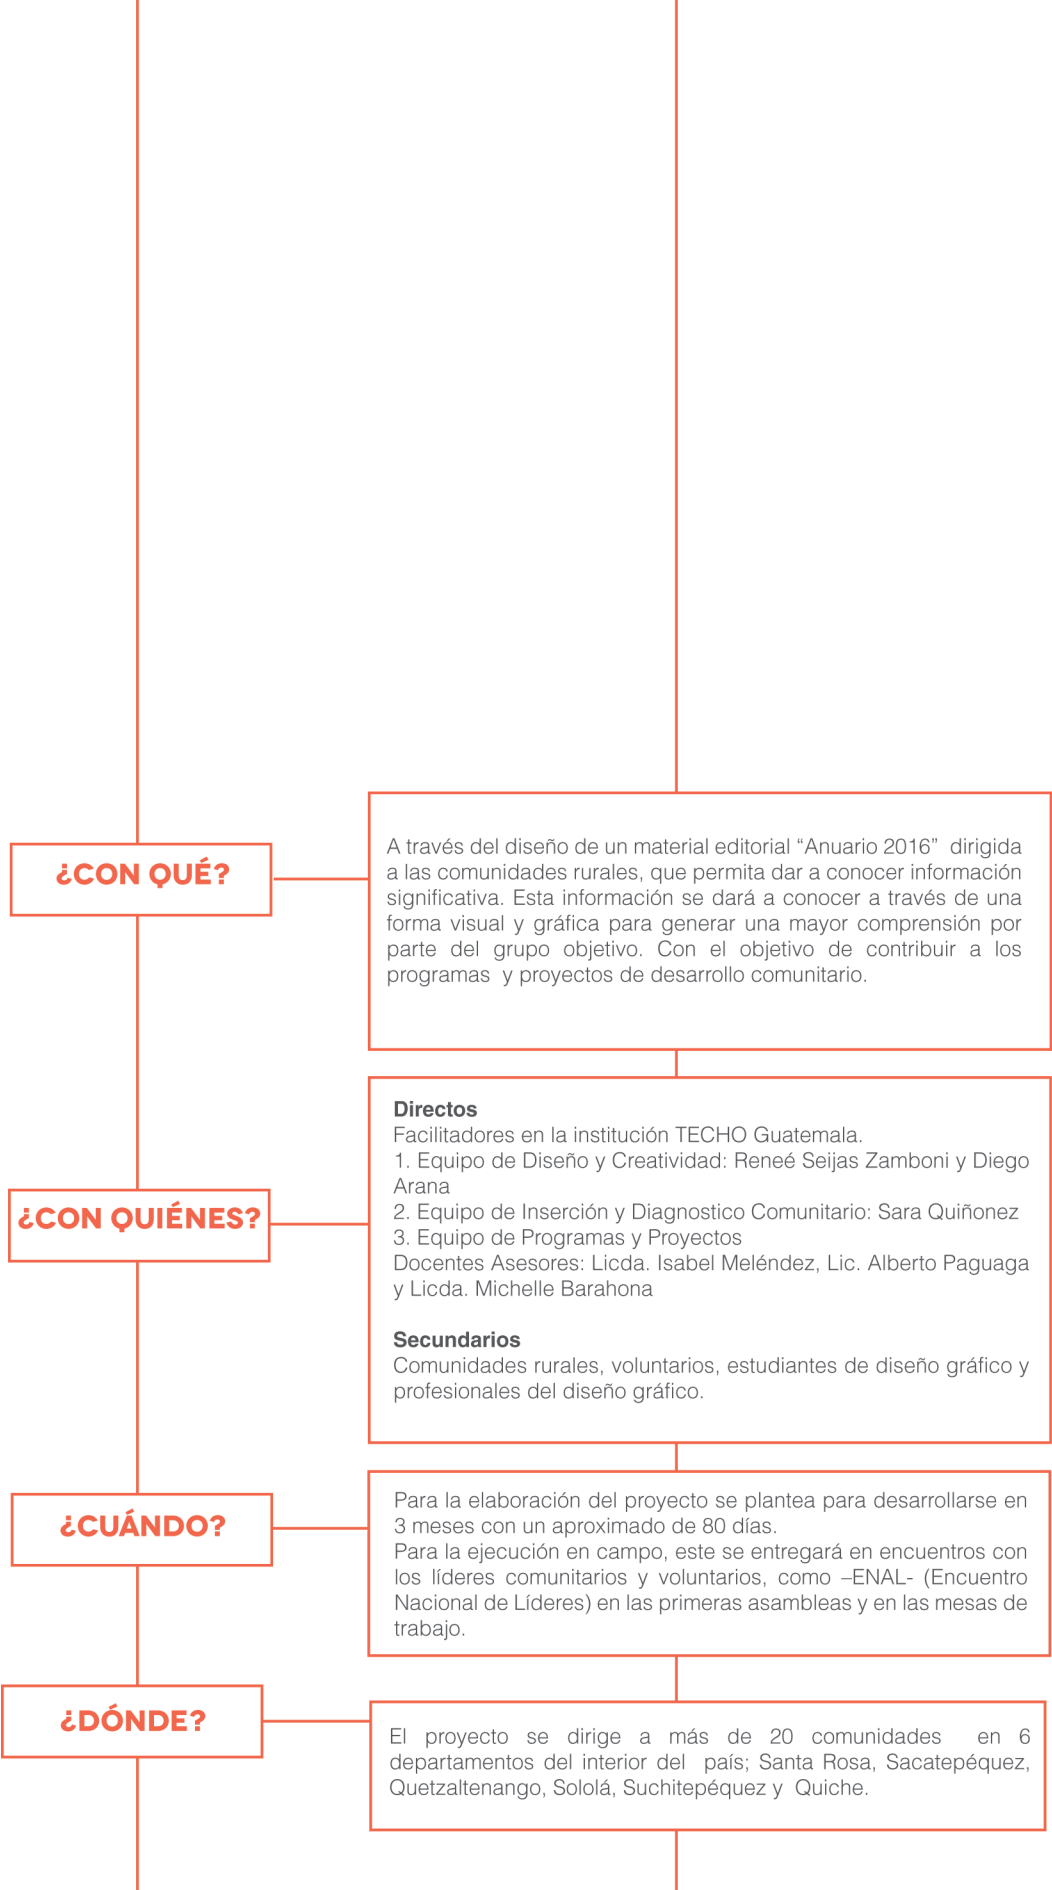 ¿CON QUÉ?
A través del diseño de un material editorial “Anuario 2016” dirigida
a las comunidades rurales, que permita dar a conocer información
significativa. Esta información se dará a conocer a través de una
forma visual y gráfica para generar una mayor comprensión por
parte del grupo objetivo. Con el objetivo de contribuir a los
programas y proyectos de desarrollo comunitario.
¿CON QUIÉNES?
Directos
Facilitadores en la institución TECHO Guatemala.
1. Equipo de Diseño y Creatividad: Reneé Seijas Zamboni y Diego
Arana
2. Equipo de Inserción y Diagnostico Comunitario: Sara Quiñonez
3. Equipo de Programas y Proyectos
Docentes Asesores: Licda. Isabel Meléndez, Lic. Alberto Paguaga
y Licda. Michelle Barahona
Secundarios
Comunidades rurales, voluntarios, estudiantes de diseño gráfico y
profesionales del diseño gráfico.
¿CUÁNDO?
Para la elaboración del proyecto se plantea para desarrollarse en
3 meses con un aproximado de 80 días.
Para la ejecución en campo, este se entregará en encuentros con
los líderes comunitarios y voluntarios, como –ENAL- (Encuentro
Nacional de Líderes) en las primeras asambleas y en las mesas de
trabajo.
¿DÓNDE?
El proyecto se dirige a más de 20 comunidades en 6
departamentos del interior del país; Santa Rosa, Sacatepéquez,
Quetzaltenango, Sololá, Suchitepéquez y Quiche.